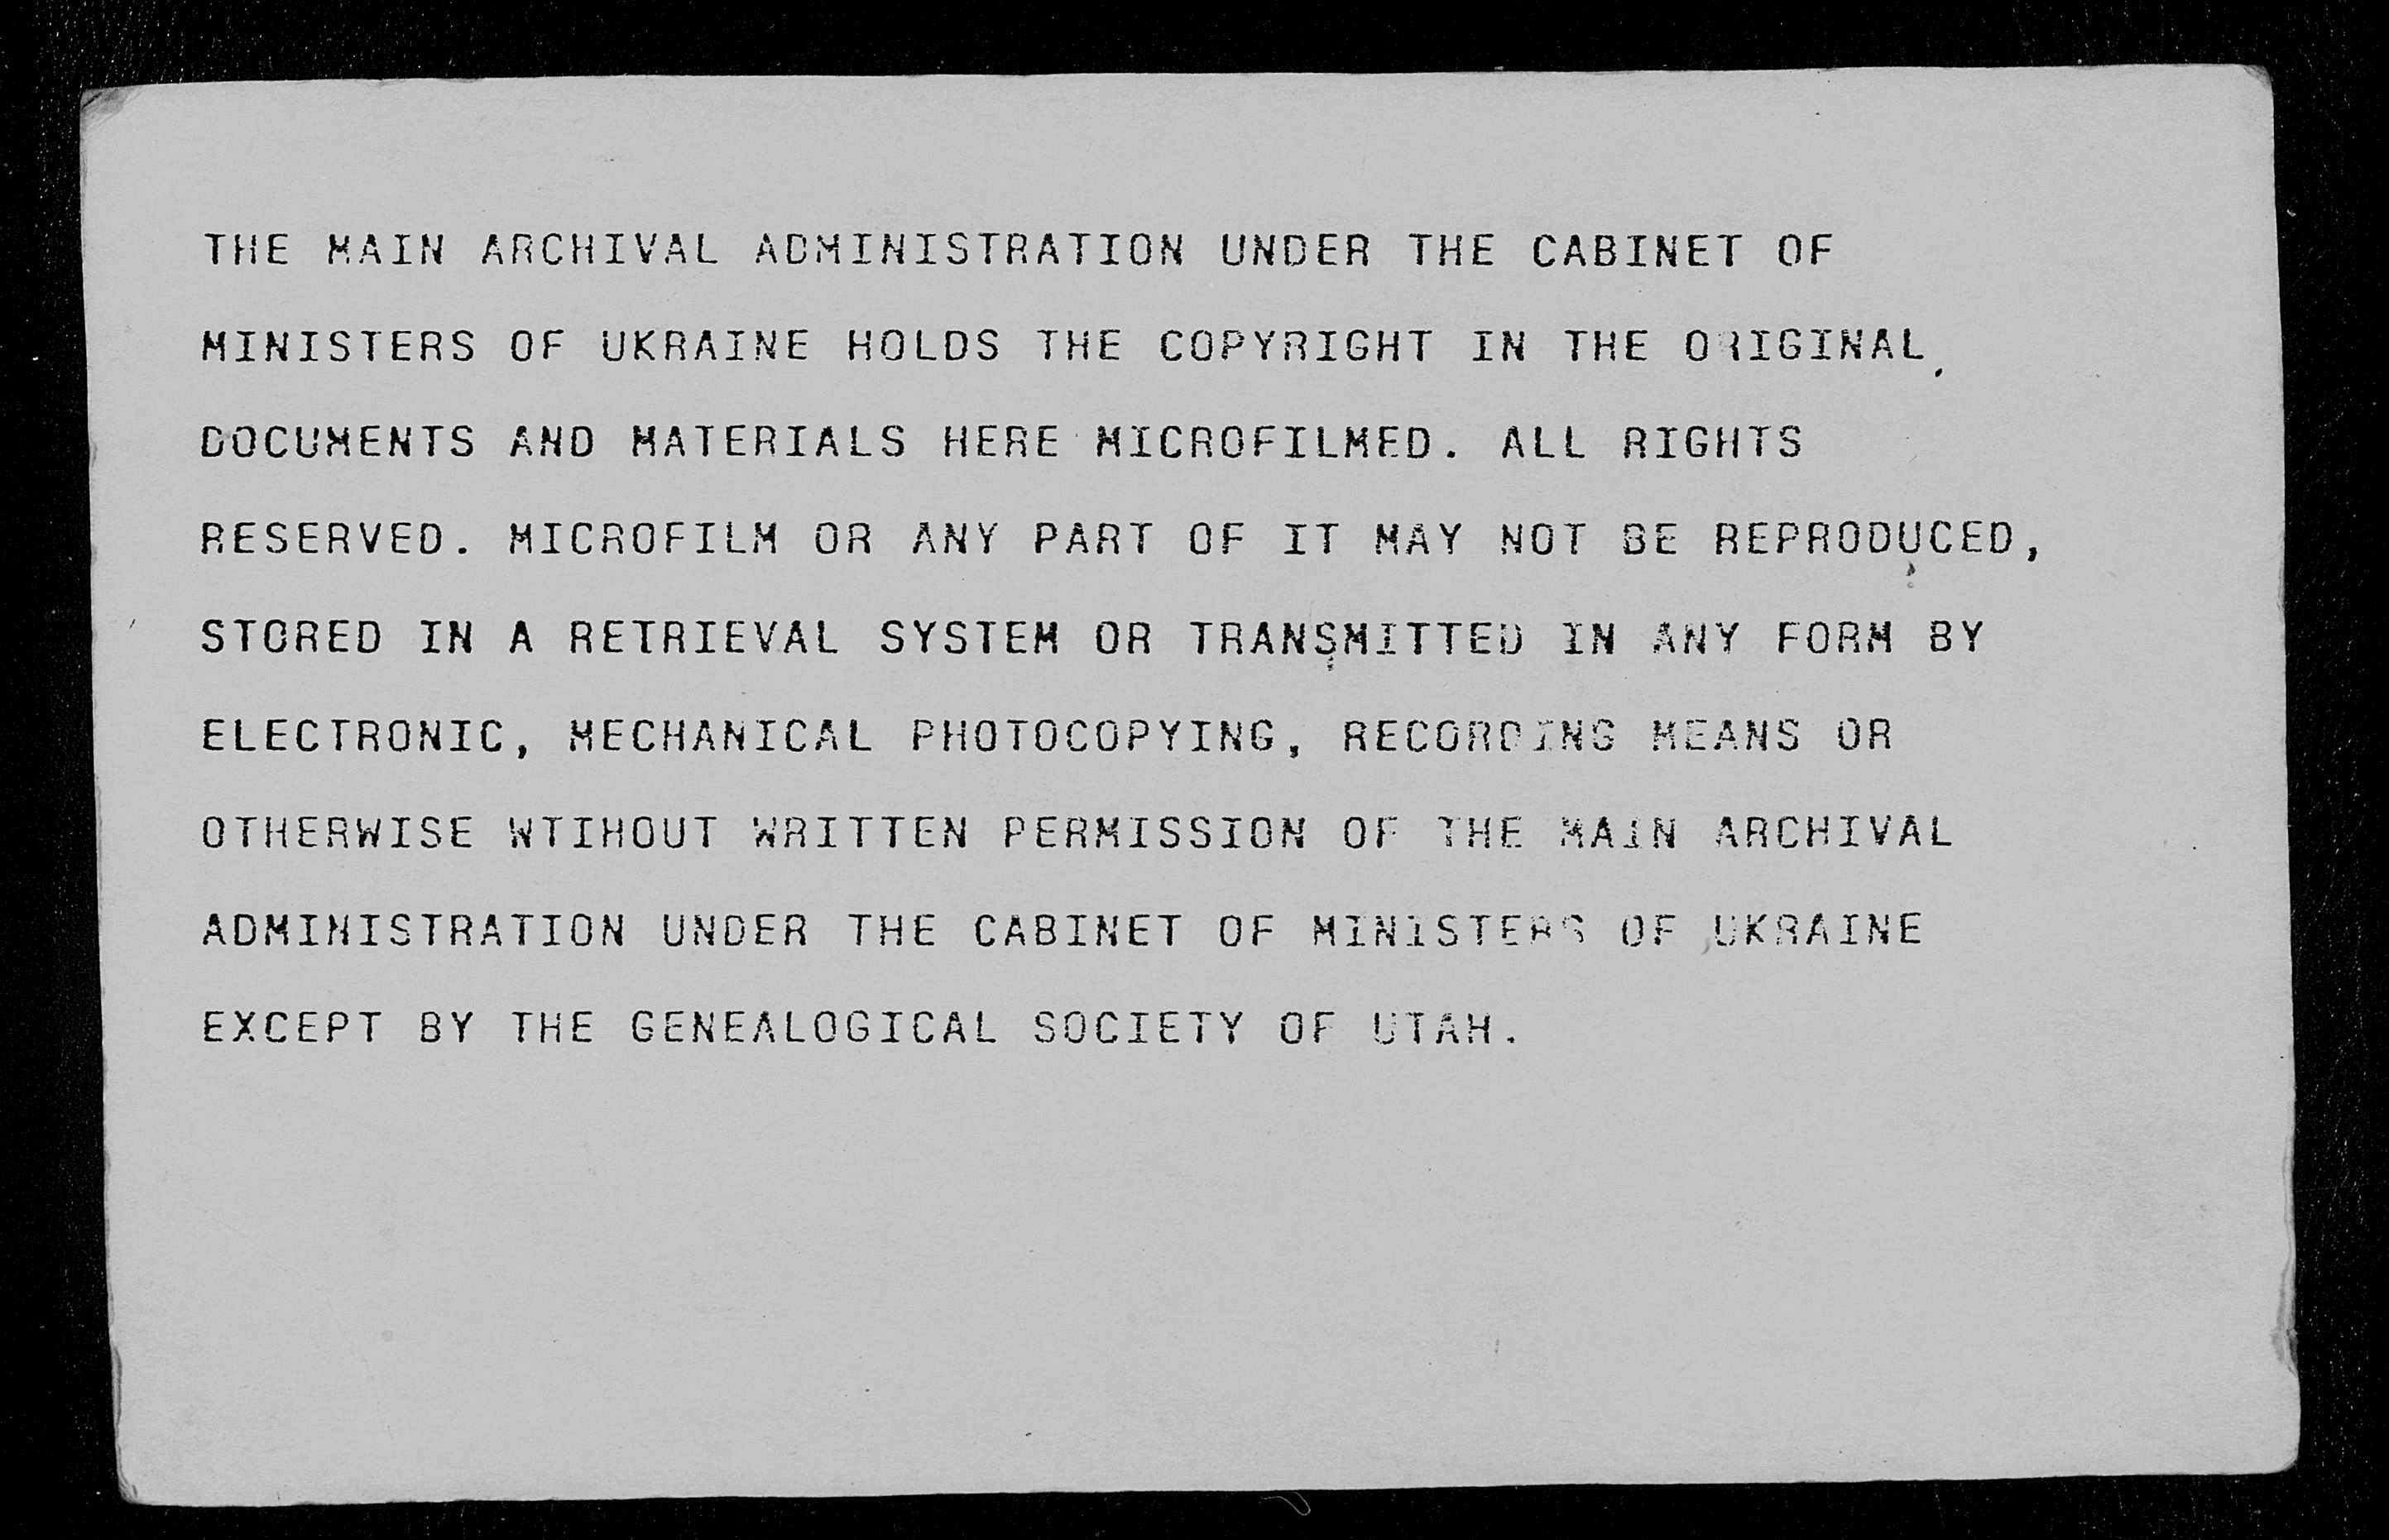 THE MAIN ARCHIVAL ADMINISTRATION UNDER THE CABINET OF
MINISTERS OF UKRAINE HOLDS THE COPYRIGHT IN THE ORIGINAL
DOCUMENTS AND MATERIALS HERE MICROFILMED. ALL RIGHTS
RESERVED. MICROFILM OR ANY PART OF IT MAY NOT BE REPRODUCED,
STORED IN A RETRIEVAL SYSTEM OR TRANSMITTED IN ANY FORM BY
ELECTRONIC, MECHANICAL PHOTOCOPYING, RECORDING MEANS OR
OTHERWISE WTIHOUT WRITTEN PERMISSION OF THE MAIN ARCHIVAL
ADMINISTRATION UNDER THE CABINET OF MINISTERS OF UKRAINE
EXCEPT BY THE GENEALOGICAL SOCIETY OF UTAH.